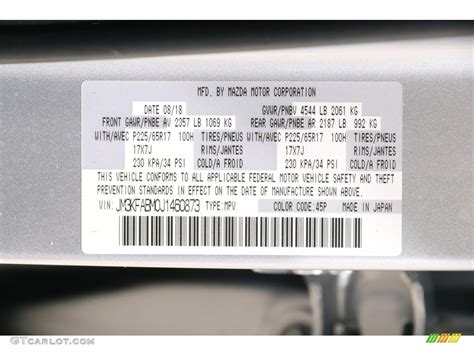 MFD. BY MAZDA MOTOR CORPORATION
DATE 08/18 GVWR/PNBV 4544 LB 2061 KG
FRONT GAWR/PNBE AV 2357 LB 1069 KG REAR GAWR/PNBE AR 2187 LB 992 KG
WITH/AVEC P225/65R17 100H TIRES/PNEUS WITH/AVEC P225/65R17 100H TIRES/PNEUS
17X7J RIMS/JANTES 17X7J RIMS/JANTES
230 KPA/34 PSI COLD/A FROID 230 KPA/34 PSI COLD/A FROID
THIS VEHICLE CONFORMS TO ALL APPLICABLE FEDERAL MOTOR VEHICLE SAFETY AND THEFT
PREVENTION STANDARDS IN EFFECT ON THE DATE OF MANUFACTURE SHOWN ABOVE.
VIN: JM3KFABM0J1460873 TYPE: MPV COLOR CODE: 45P MADE IN JAPAN
GTCARLOT.com